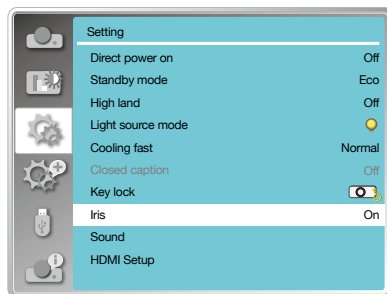 Setting
Direct power on Off
Standby mode Eco
High land Off
Light source mode
Cooling fast Normal
Closed caption Off
Key lock
Iris On
Sound
HDMI Setup